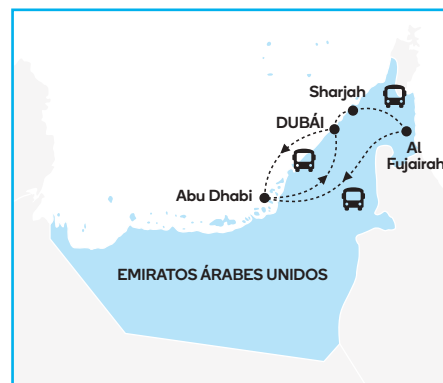 Sharjah
DUBÁI
Al
Fujairah
Abu Dhabi
EMIRATOS ÁRABES UNIDOS